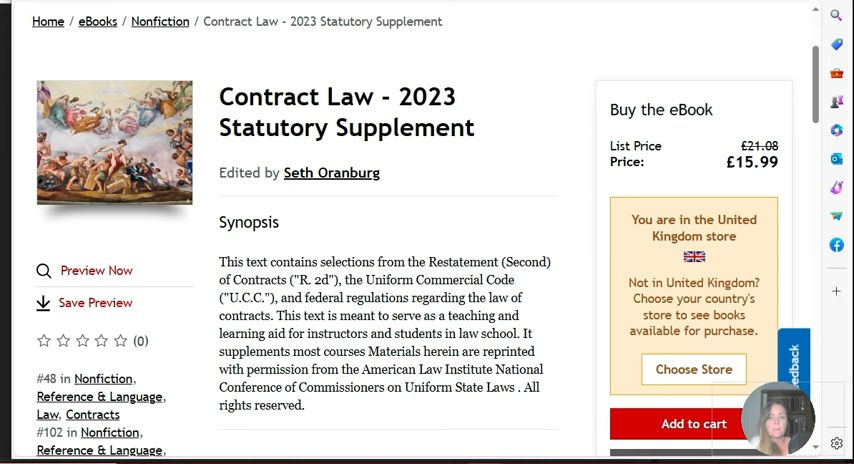 Home / eBooks / Nonfiction / Contract Law - 2023 Statutory Supplement
Contract Law - 2023
Statutory Supplement
Edited by Seth Oranburg
Synopsis
This text contains selections from the Restatement (Second)
of Contracts ("R. 2d"), the Uniform Commercial Code
("U.C.C."), and federal regulations regarding the law of
contracts. This text is meant to serve as a teaching and
learning aid for instructors and students in law school. It
supplements most courses Materials herein are reprinted
with permission from the American Law Institute National
Conference of Commissioners on Uniform State Laws . All
rights reserved.
Preview Now
Save Preview
(0)
#48 in Nonfiction,
Reference & Language,
Law, Contracts
#102 in Nonfiction,
Reference & Language,
Buy the eBook
List Price £21.08
Price: £15.99
You are in the United
Kingdom store
Not in United Kingdom?
Choose your country's
store to see books
available for purchase.
Choose Store
Add to cart
eedback